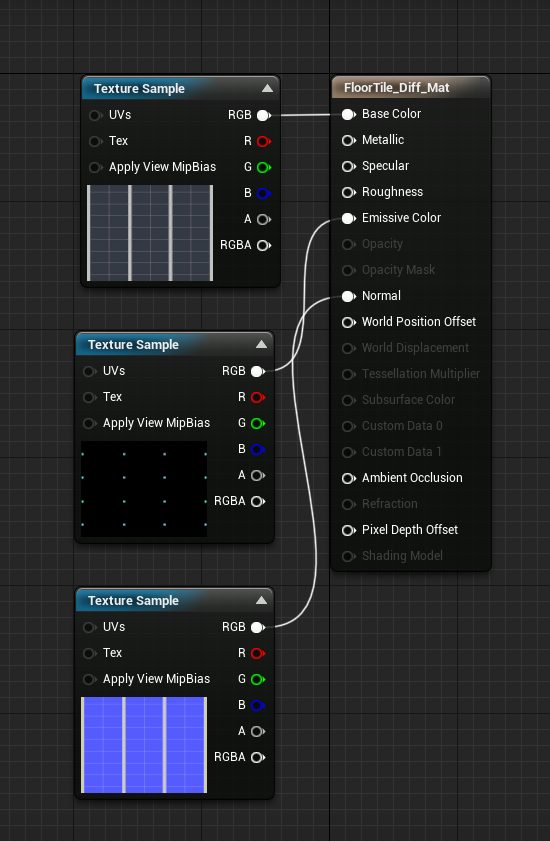 Texture Sample
UVs RGB
Tex R
Apply View MipBias G
B
A
RGBA
Texture Sample
UVs RGB
Tex R
Apply View MipBias G
B
A
RGBA
Texture Sample
UVs RGB
Tex R
Apply View MipBias G
B
A
RGBA
FloorTile_Diff_Mat
Base Color
Metallic
Specular
Roughness
Emissive Color
Opacity
Opacity Mask
Normal
World Position Offset
World Displacement
Tessellation Multiplier
Subsurface Color
Custom Data 0
Custom Data 1
Ambient Occlusion
Refraction
Pixel Depth Offset
Shading Model